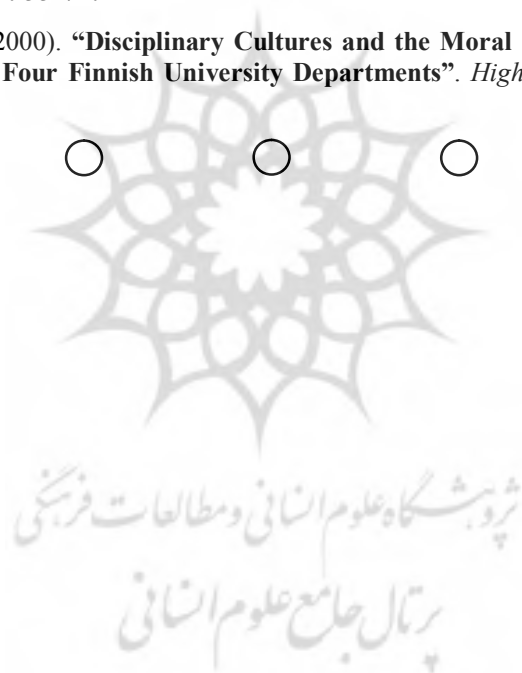 2000). “Disciplinary Cultures and the Moral
Four Finnish University Departments”. High
پژوهشگاه علوم انسانی و مطالعات فرهنگی
پرتال جامع علوم انسانی